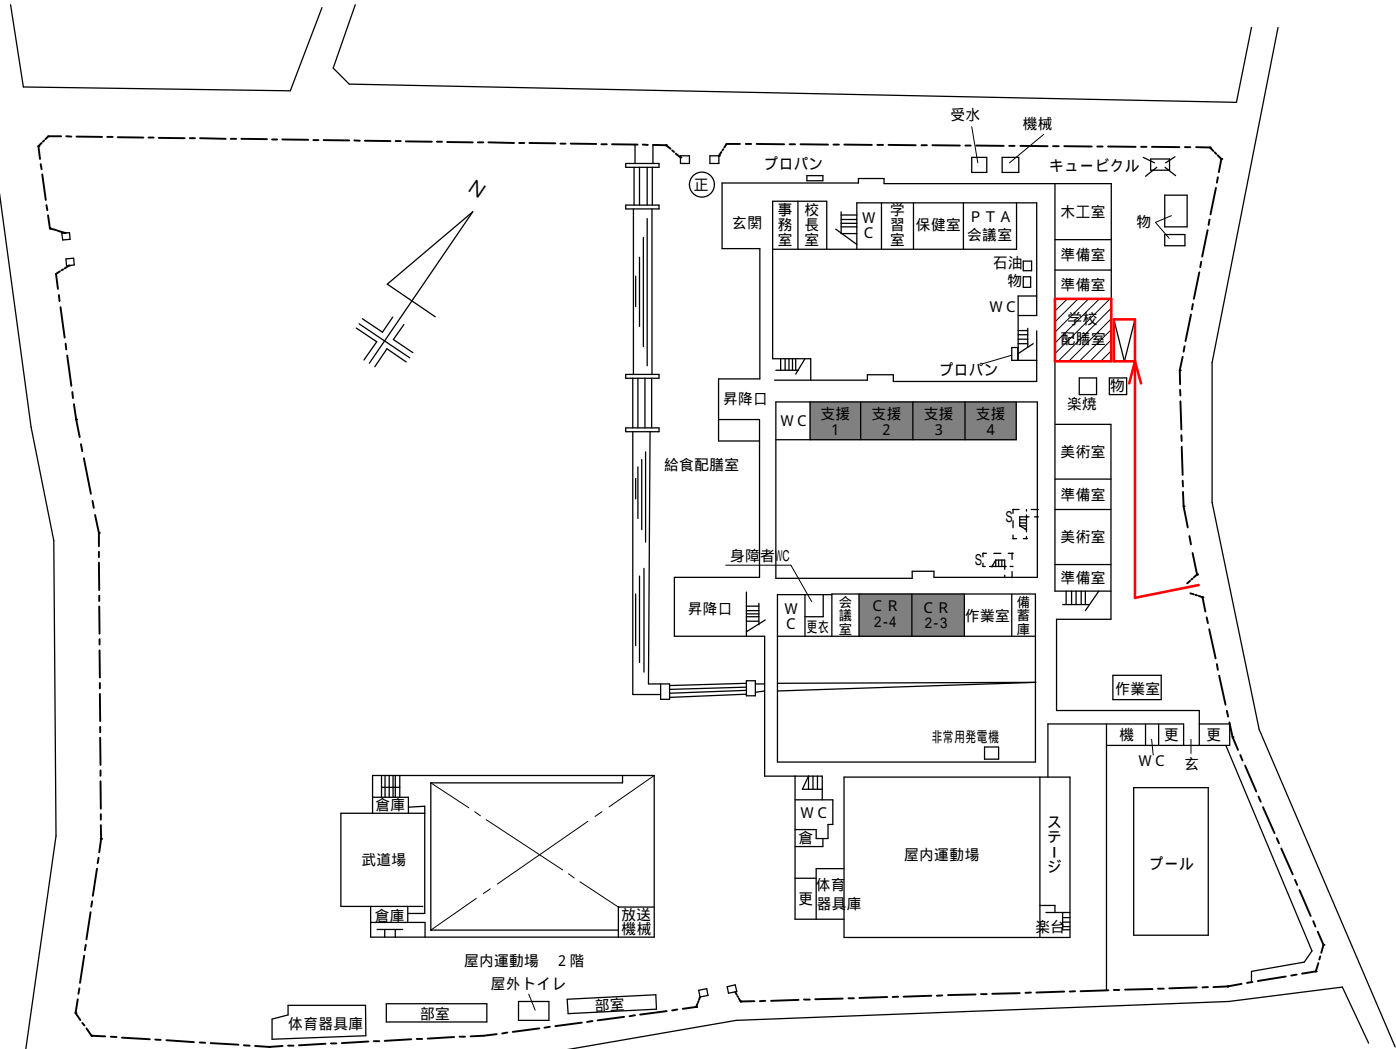 受水
機械
プロパン
キュービクル
正
N
玄関
事務室
校長室
WC
学習室
保健室
PTA
会議室
木工室
物
準備室
石油
物
準備室
WC
学校
配膳室
プロパン
物
楽焼
昇降口
WC
支援
1
支援
2
支援
3
支援
4
美術室
給食配膳室
準備室
S
美術室
身障者WC
S
準備室
昇降口
WC
更衣
会議室
CR
2-4
CR
2-3
作業室
備蓄庫
作業室
非常用発電機
機
更
更
WC
玄
倉庫
WC
倉
ステージ
武道場
屋内運動場
プール
体育
器具庫
更
倉庫
放送
機械
楽台
屋内運動場 2階
屋外トイレ
体育器具庫
部室
部室